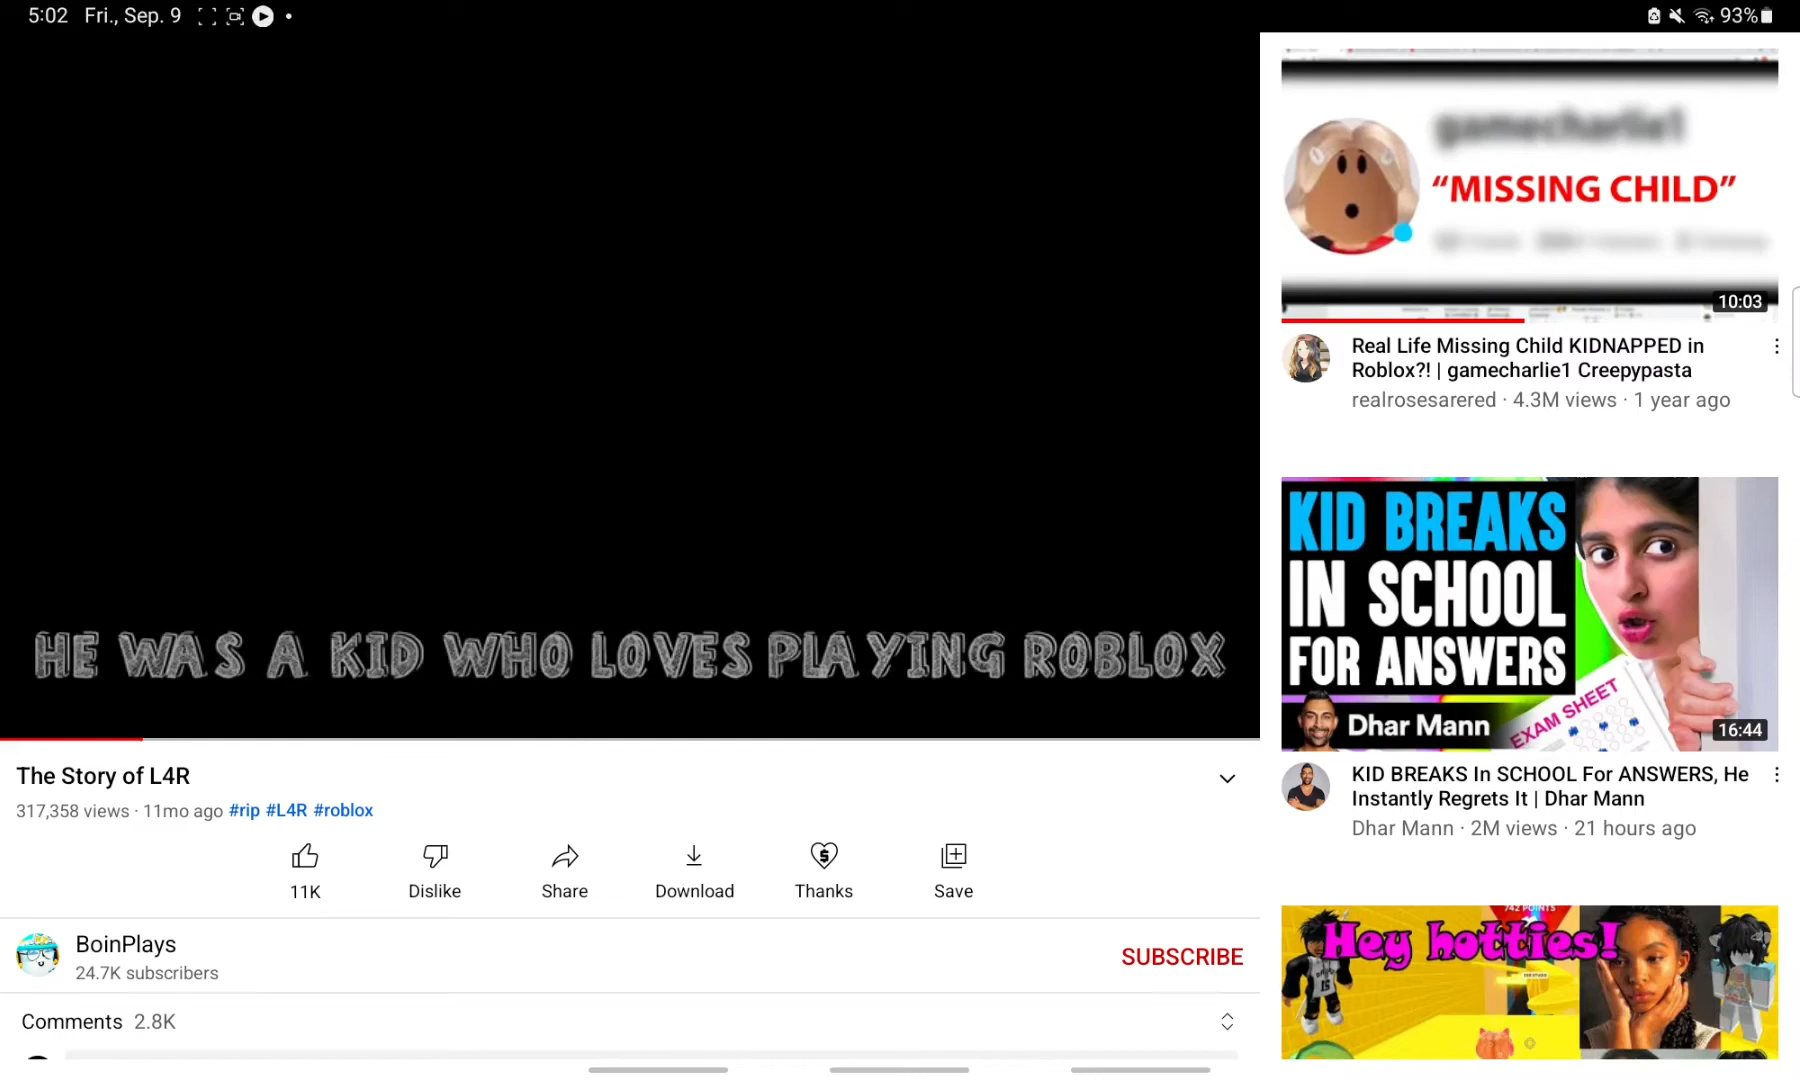 5:02 Fri., Sep. 9
93%
HE WAS A KID WHO LOVES PLAYING ROBLOX
The Story of L4R
317,358 views · 11mo ago #rip #L4R #roblox
11K
Dislike
Share
Download
Thanks
Save
BoinPlays
24.7K subscribers
SUBSCRIBE
Comments 2.8K
gamecharlie1
“MISSING CHILD”
10:03
Real Life Missing Child KIDNAPPED in
Roblox?! | gamecharlie1 Creepypasta
realrosesarered · 4.3M views · 1 year ago
KID BREAKS
IN SCHOOL
FOR ANSWERS
Dhar Mann
EXAM SHEET
16:44
KID BREAKS In SCHOOL For ANSWERS, He
Instantly Regrets It | Dhar Mann
Dhar Mann · 2M views · 21 hours ago
742 POINTS
Hey hotties!